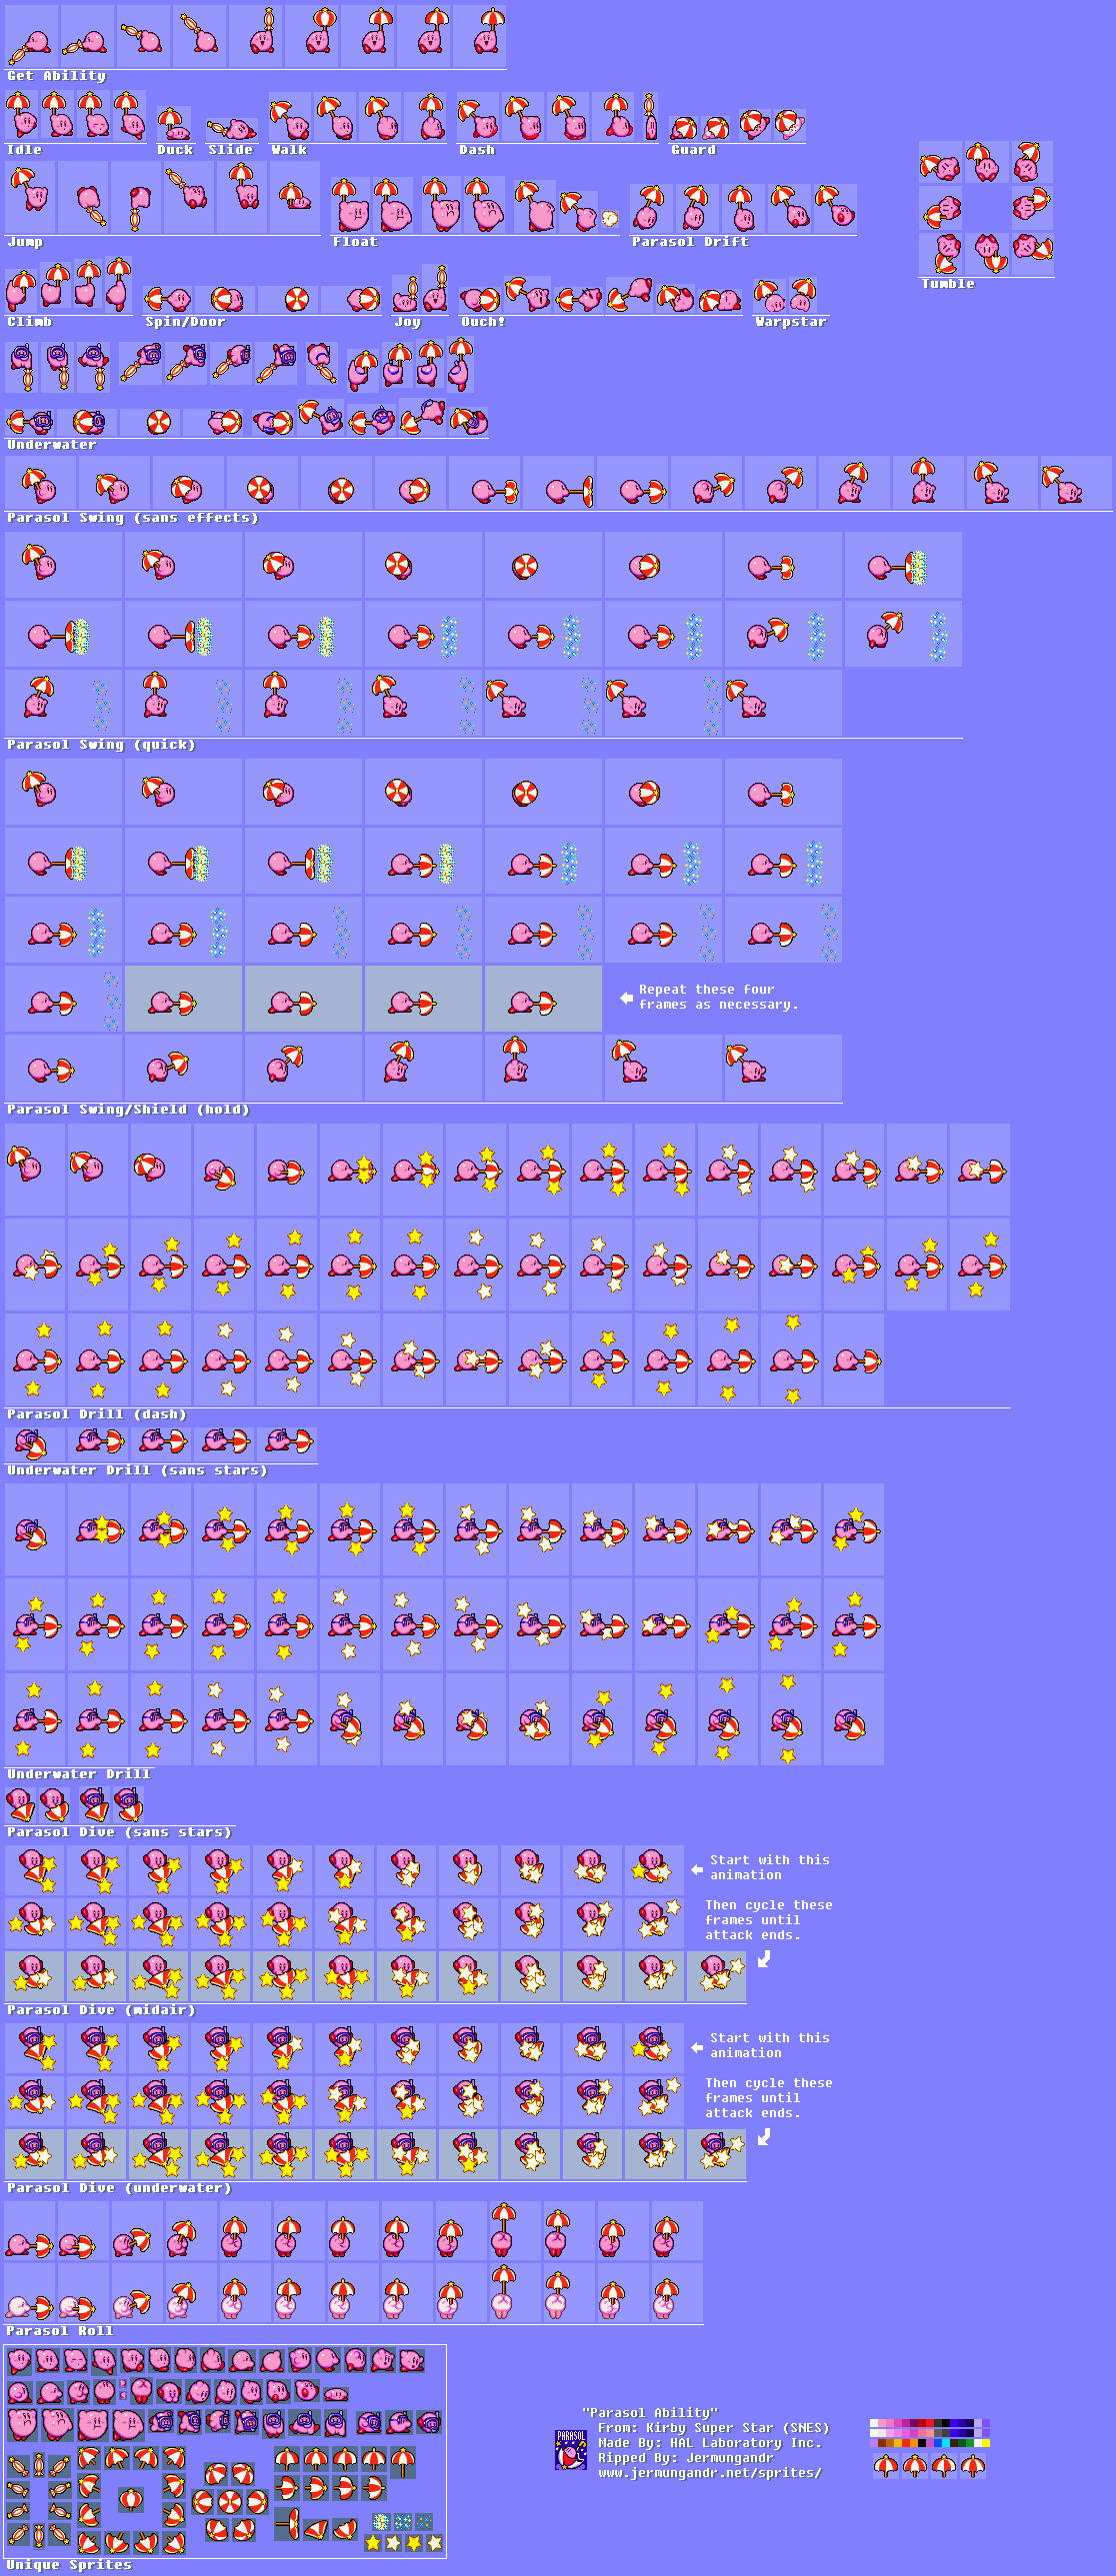 Get Ability
Idle
Duck
Slide
Walk
Dash
Guard
Jump
Float
Parasol Drift
Tumble
Climb
Spin/Door
Joy
Ouch!
Warpstar
Underwater
Parasol Swing (sans effects)
Parasol Swing (quick)
Repeat these four
frames as necessary.
Parasol Swing/Shield (hold)
Parasol Drill (dash)
Underwater Drill (sans stars)
Underwater Drill
Parasol Dive (sans stars)
Start with this
animation
Then cycle these
frames until
attack ends.
Parasol Dive (midair)
Start with this
animation
Then cycle these
frames until
attack ends.
Parasol Dive (underwater)
Parasol Roll
"Parasol Ability"
From: Kirby Super Star (SNES)
Made By: HAL Laboratory Inc.
Ripped By: Jermungandr
www.jermungandr.net/sprites/
PARASOL
Unique Sprites